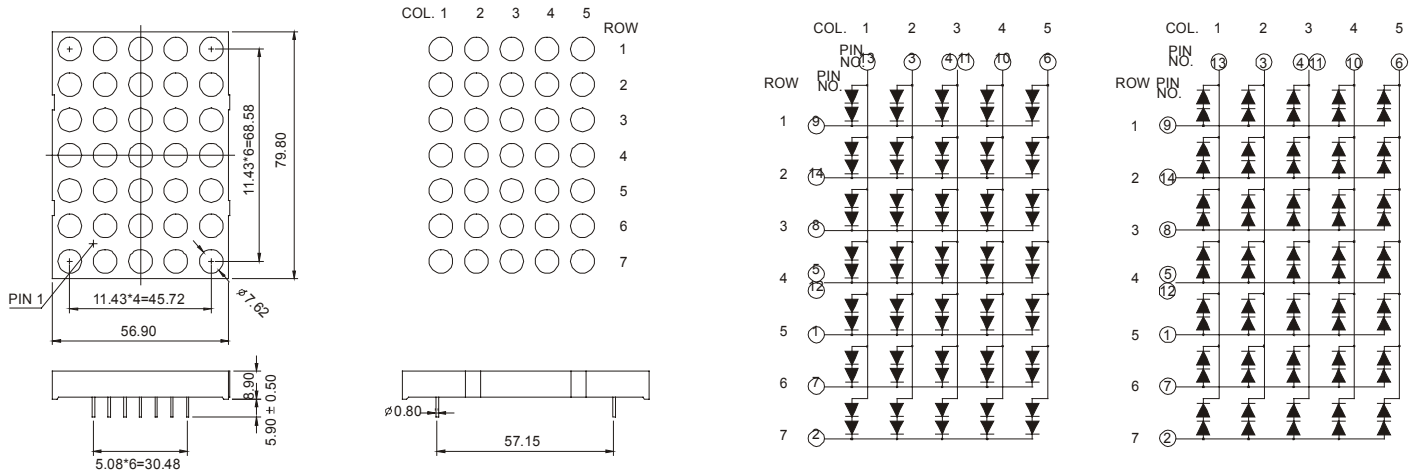 11.43*6=68.58
79.80
PIN 1
11.43*4=45.72
ø7.62
56.90
8.90
5.90 ± 0.50
5.08*6=30.48
COL. 1 2 3 4 5
ROW
1
2
3
4
5
6
7
ø0.80
57.15
COL. 1 2 3 4 5
PIN NO. 13 3 4 11 10 6
ROW PIN NO.
1 9
2 14
3 8
4 5 12
5 1
6 7
7 2
COL. 1 2 3 4 5
PIN NO. 13 3 4 11 10 6
ROW PIN NO.
1 9
2 14
3 8
4 5 12
5 1
6 7
7 2